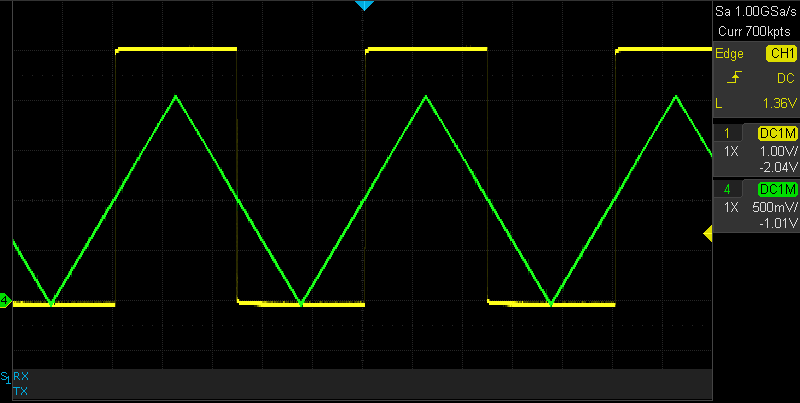 Sa 1.00GSa/s
Curr 700kpts
Edge CH1
DC
L 1.36V
1 DC1M
1X 1.00V/
-2.04V
4 DC1M
1X 500mV/
-1.01V
4
S1 RX
TX